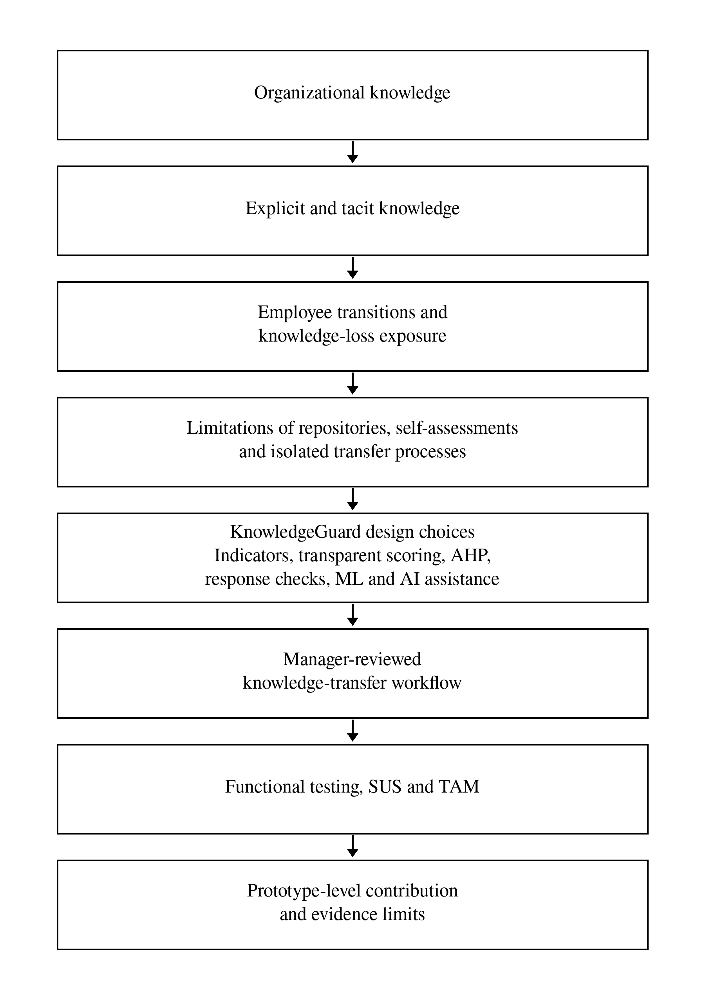 Organizational knowledge
Explicit and tacit knowledge
Employee transitions and
knowledge-loss exposure
Limitations of repositories, self-assessments
and isolated transfer processes
KnowledgeGuard design choices
Indicators, transparent scoring, AHP,
response checks, ML and AI assistance
Manager-reviewed
knowledge-transfer workflow
Functional testing, SUS and TAM
Prototype-level contribution
and evidence limits